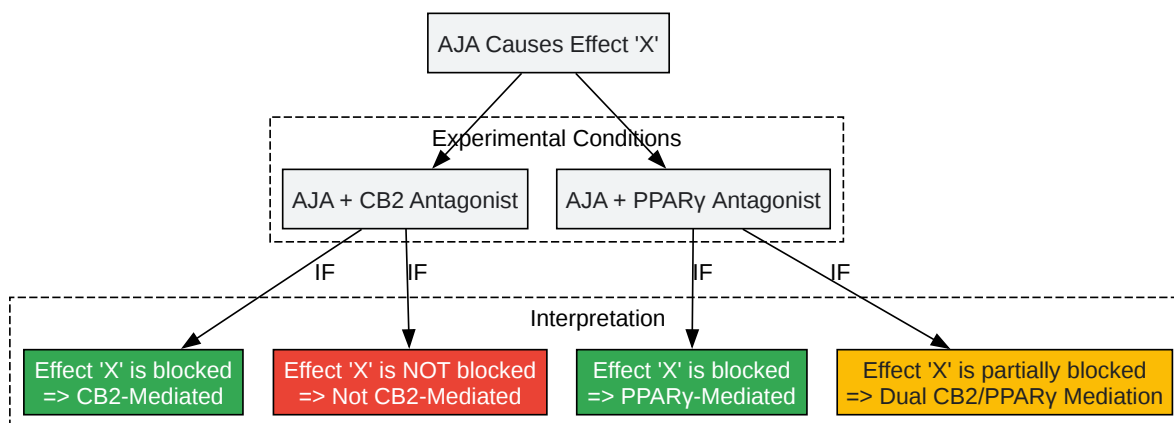 AJA Causes Effect 'X'
Experimental Conditions
AJA + CB2 Antagonist
AJA + PPARγ Antagonist
IF
IF
IF
IF
Interpretation
Effect 'X' is blocked
=> CB2-Mediated
Effect 'X' is NOT blocked
=> Not CB2-Mediated
Effect 'X' is blocked
=> PPARγ-Mediated
Effect 'X' is partially blocked
=> Dual CB2/PPARγ Mediation